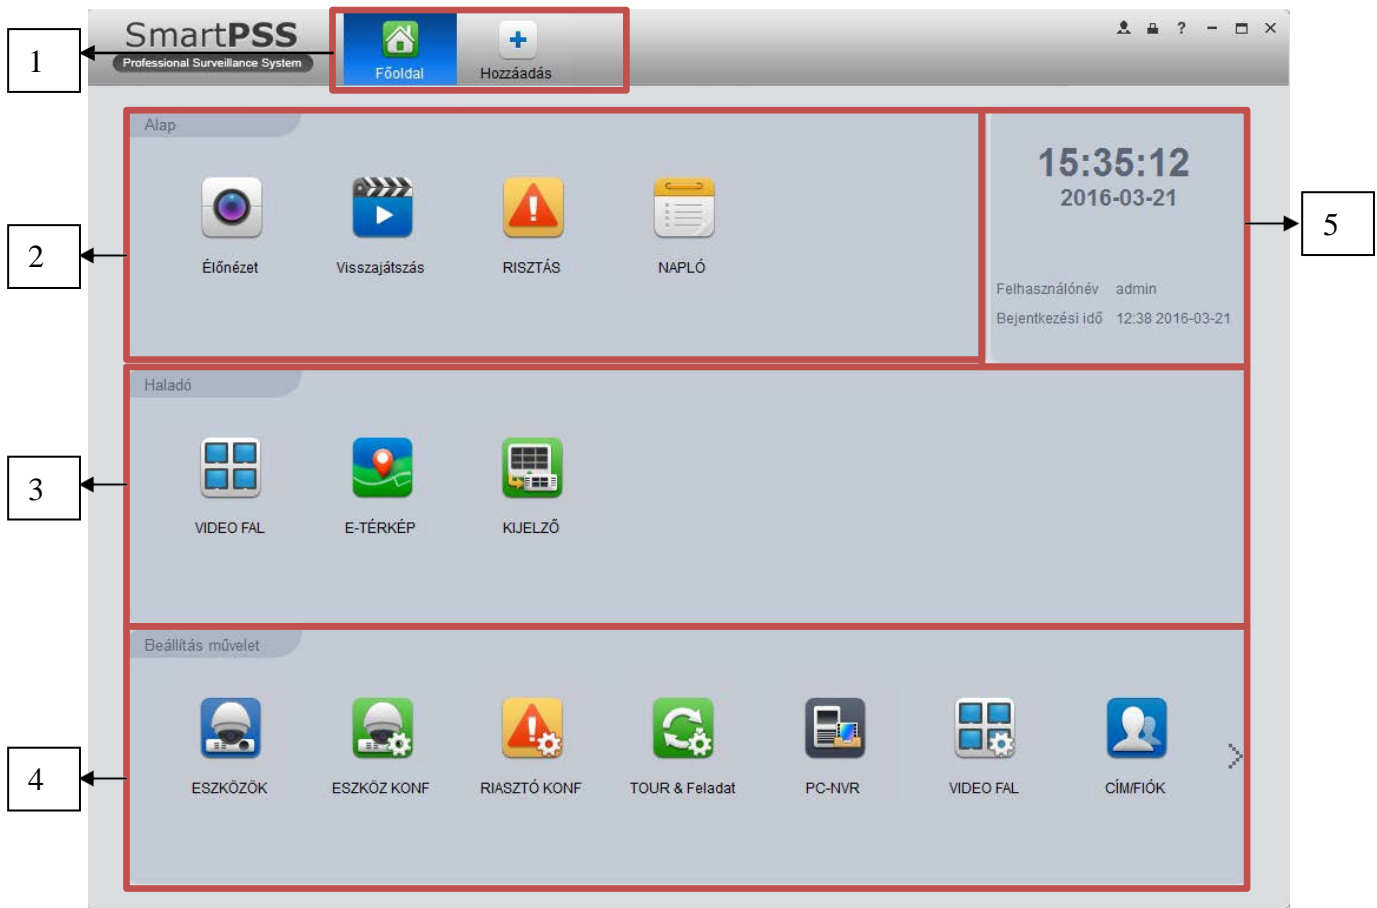 SmartPSS
Professional Surveillance System
Főoldal
Hozzáadás
?
1
Alap
15:35:12
2016-03-21
Élőnézet
Visszajátszás
RISZTÁS
NAPLÓ
Felhasználónév admin
Bejentkezési idő 12:38 2016-03-21
2
5
Haladó
VIDEO FAL
E-TÉRKÉP
KIJELZŐ
3
Beállítás művelet
ESZKÖZÖK
ESZKÖZ KONF
RIASZTÓ KONF
TOUR & Feladat
PC-NVR
VIDEO FAL
CÍM/FIÓK
4